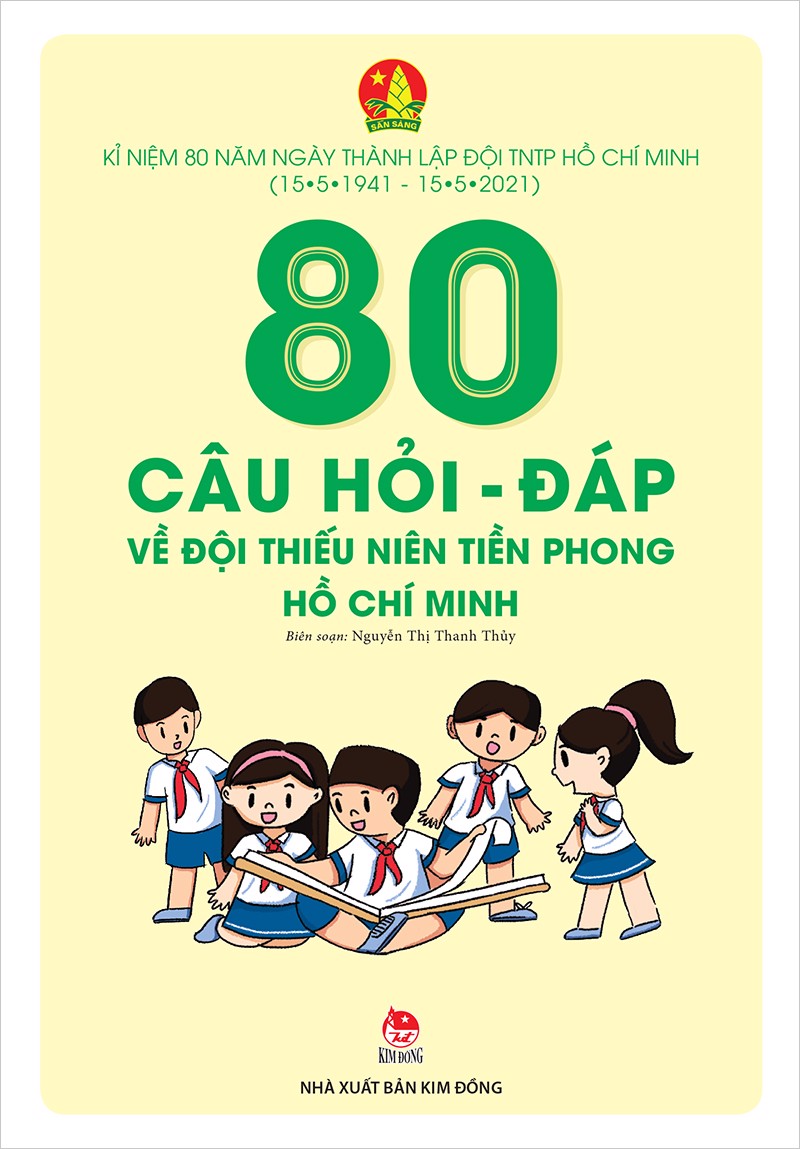 SẴN SÀNG
KỈ NIỆM 80 NĂM NGÀY THÀNH LẬP ĐỘI TNTP HỒ CHÍ MINH
(15•5•1941 - 15•5•2021)
80
CÂU HỎI - ĐÁP
VỀ ĐỘI THIẾU NIÊN TIỀN PHONG
HỒ CHÍ MINH
Biên soạn: Nguyễn Thị Thanh Thủy
KIM ĐỒNG
NHÀ XUẤT BẢN KIM ĐỒNG